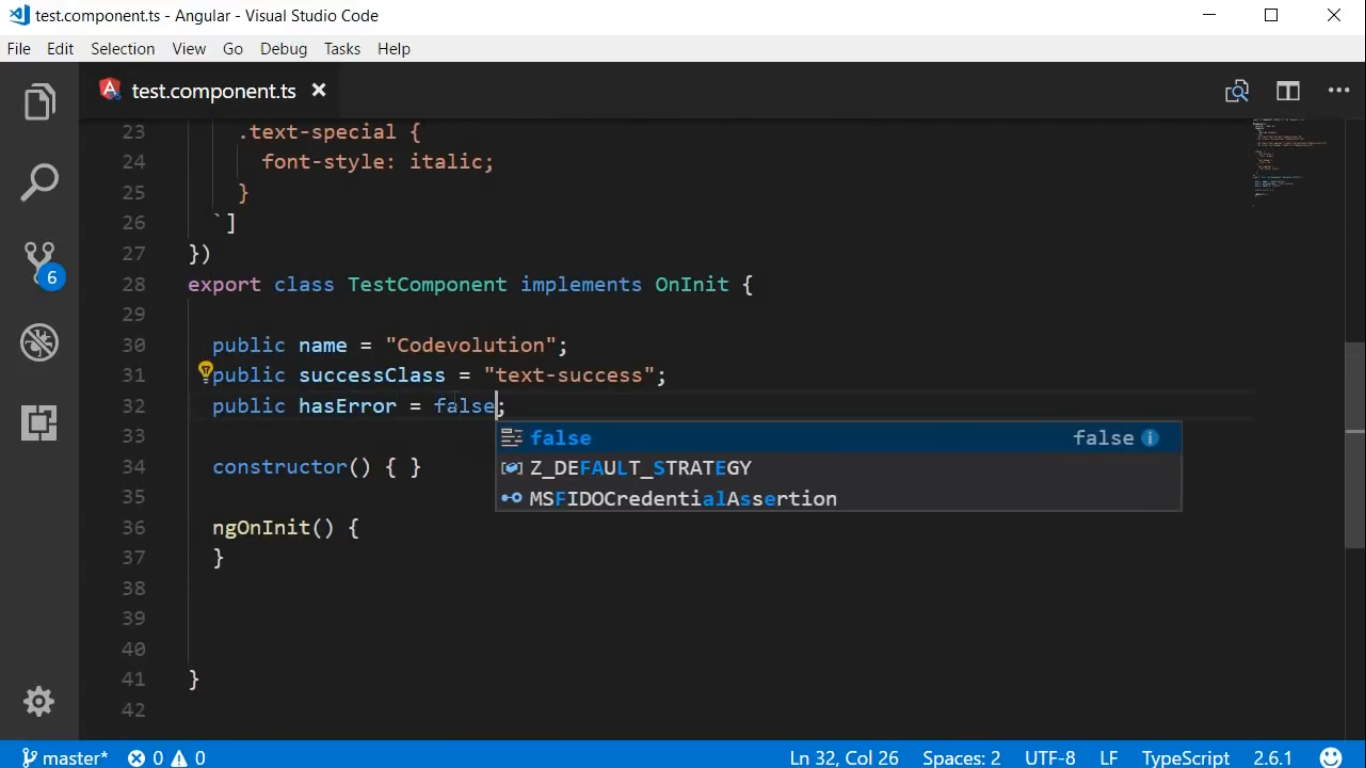 test.component.ts - Angular - Visual Studio Code
File Edit Selection View Go Debug Tasks Help
test.component.ts
23 .text-special {
24 font-style: italic;
25 }
26 `]
27 })
28 export class TestComponent implements OnInit {
29
30 public name = "Codevolution";
31 public successClass = "text-success";
32 public hasError = false;
33
false false
34 constructor() { }
Z_DEFAULT_STRATEGY
35
MSFIDOCredentialAssertion
36 ngOnInit() {
37 }
38
39
40
41 }
42
6
master* 0 0 Ln 32, Col 26 Spaces: 2 UTF-8 LF TypeScript 2.6.1